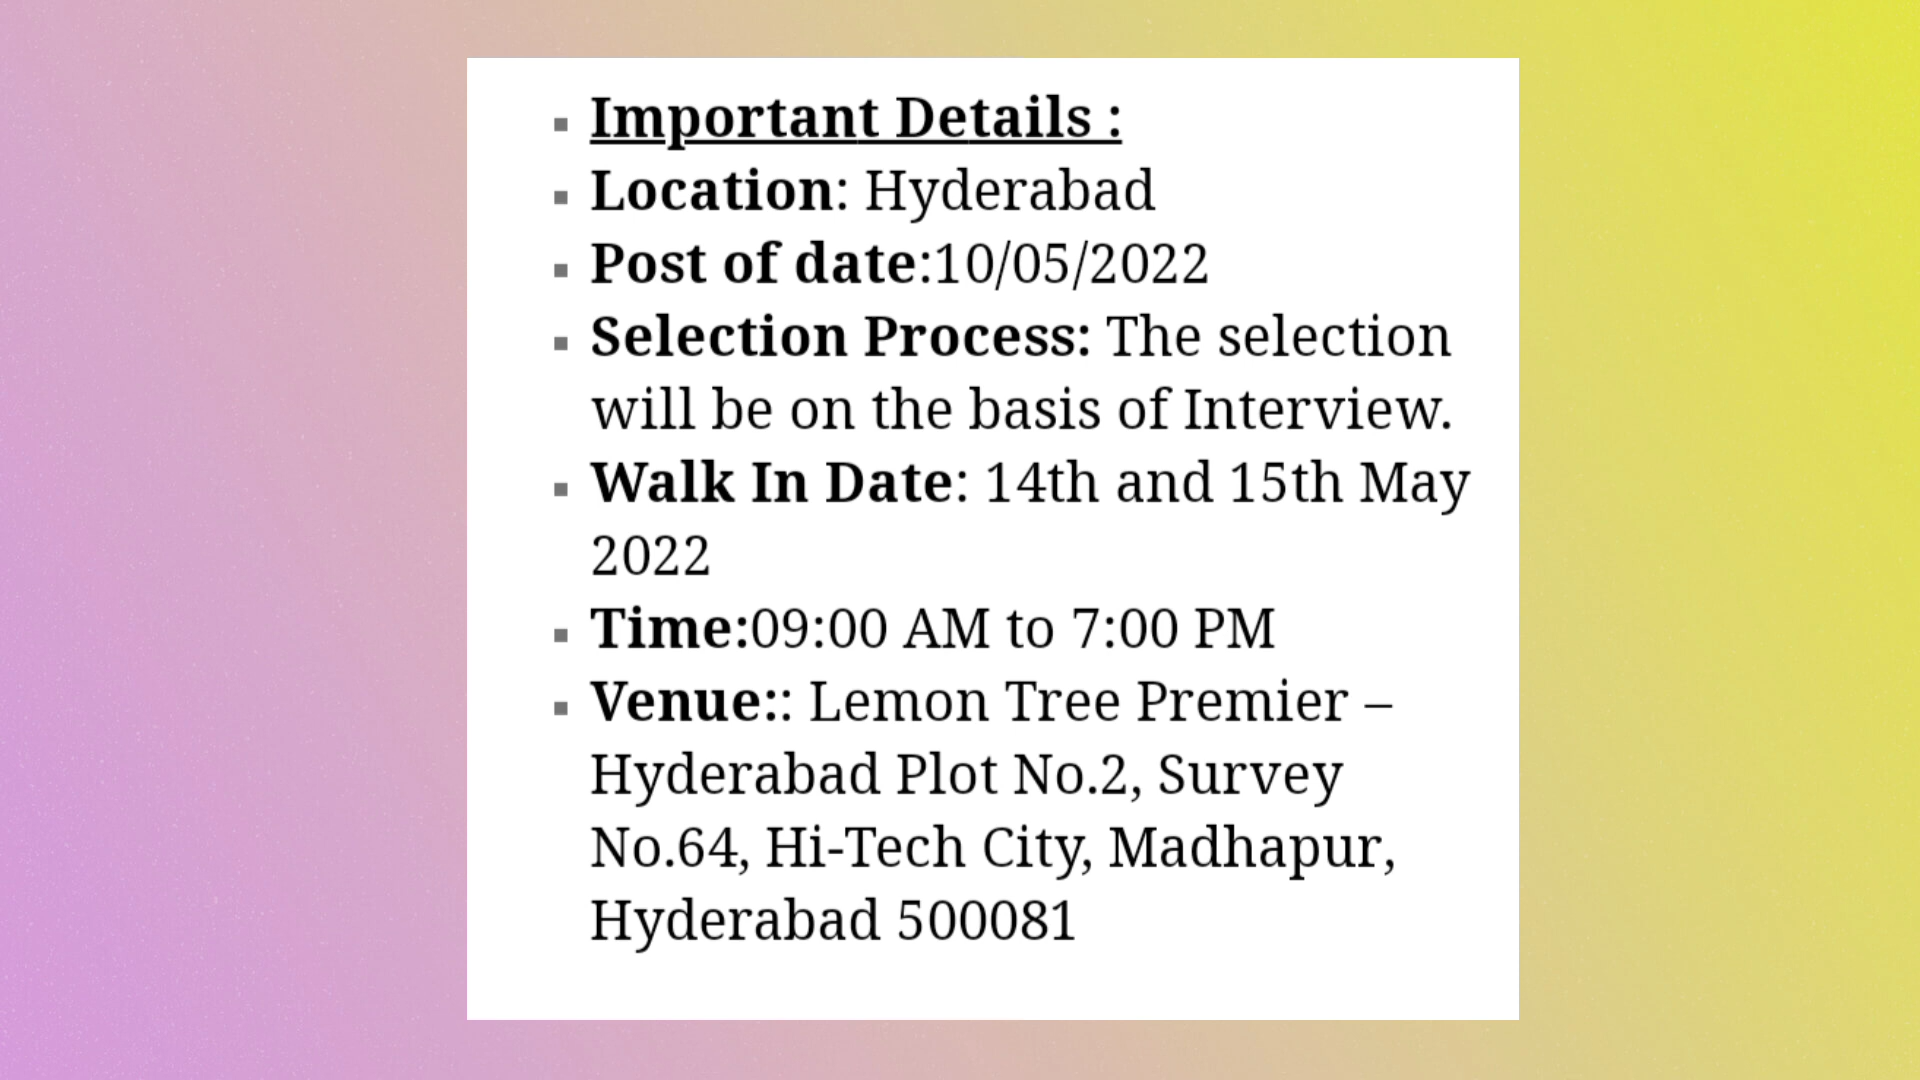 Important Details :
Location: Hyderabad
Post of date:10/05/2022
Selection Process: The selection
will be on the basis of Interview.
Walk In Date: 14th and 15th May
2022
Time:09:00 AM to 7:00 PM
Venue:: Lemon Tree Premier –
Hyderabad Plot No.2, Survey
No.64, Hi-Tech City, Madhapur,
Hyderabad 500081